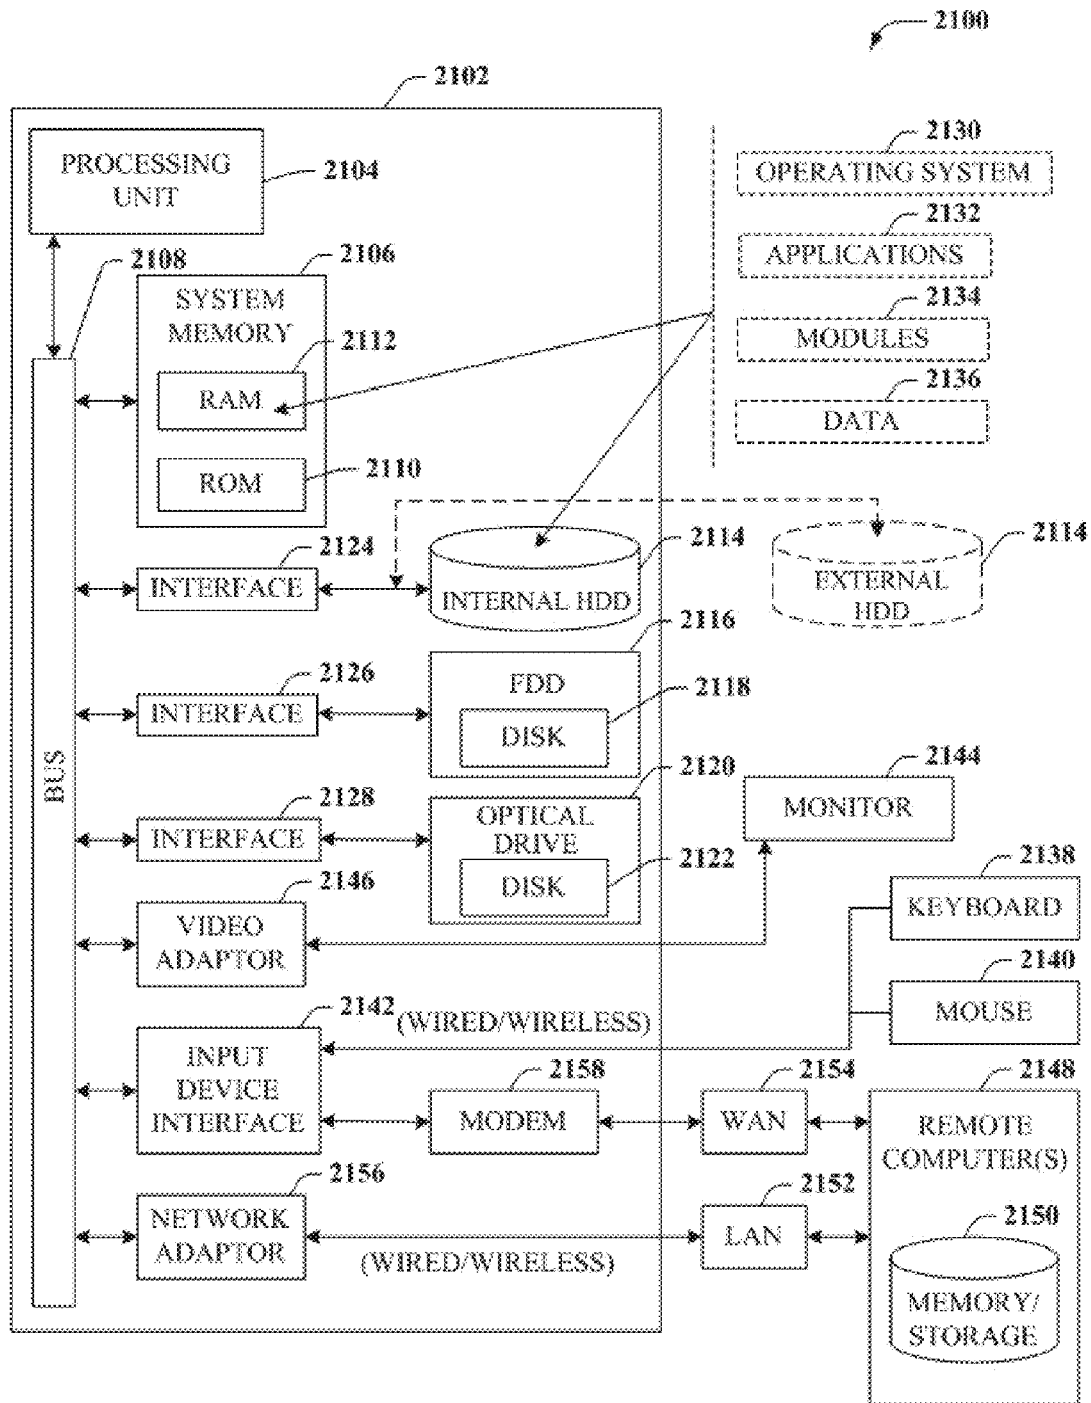 2100
2102
PROCESSING
UNIT
2104
2108
2106
SYSTEM
MEMORY
2112
RAM
2110
ROM
2130
OPERATING SYSTEM
2132
APPLICATIONS
2134
MODULES
2136
DATA
2124
INTERFACE
2114
INTERNAL HDD
2114
EXTERNAL
HDD
2116
2126
INTERFACE
FDD
2118
DISK
BUS
2120
2128
INTERFACE
OPTICAL
DRIVE
2122
DISK
2144
MONITOR
2146
VIDEO
ADAPTOR
2138
KEYBOARD
2140
MOUSE
2142
(WIRED/WIRELESS)
INPUT
DEVICE
INTERFACE
2158
MODEM
2154
WAN
2148
REMOTE
COMPUTER(S)
2156
NETWORK
ADAPTOR
(WIRED/WIRELESS)
2152
LAN
2150
MEMORY/
STORAGE